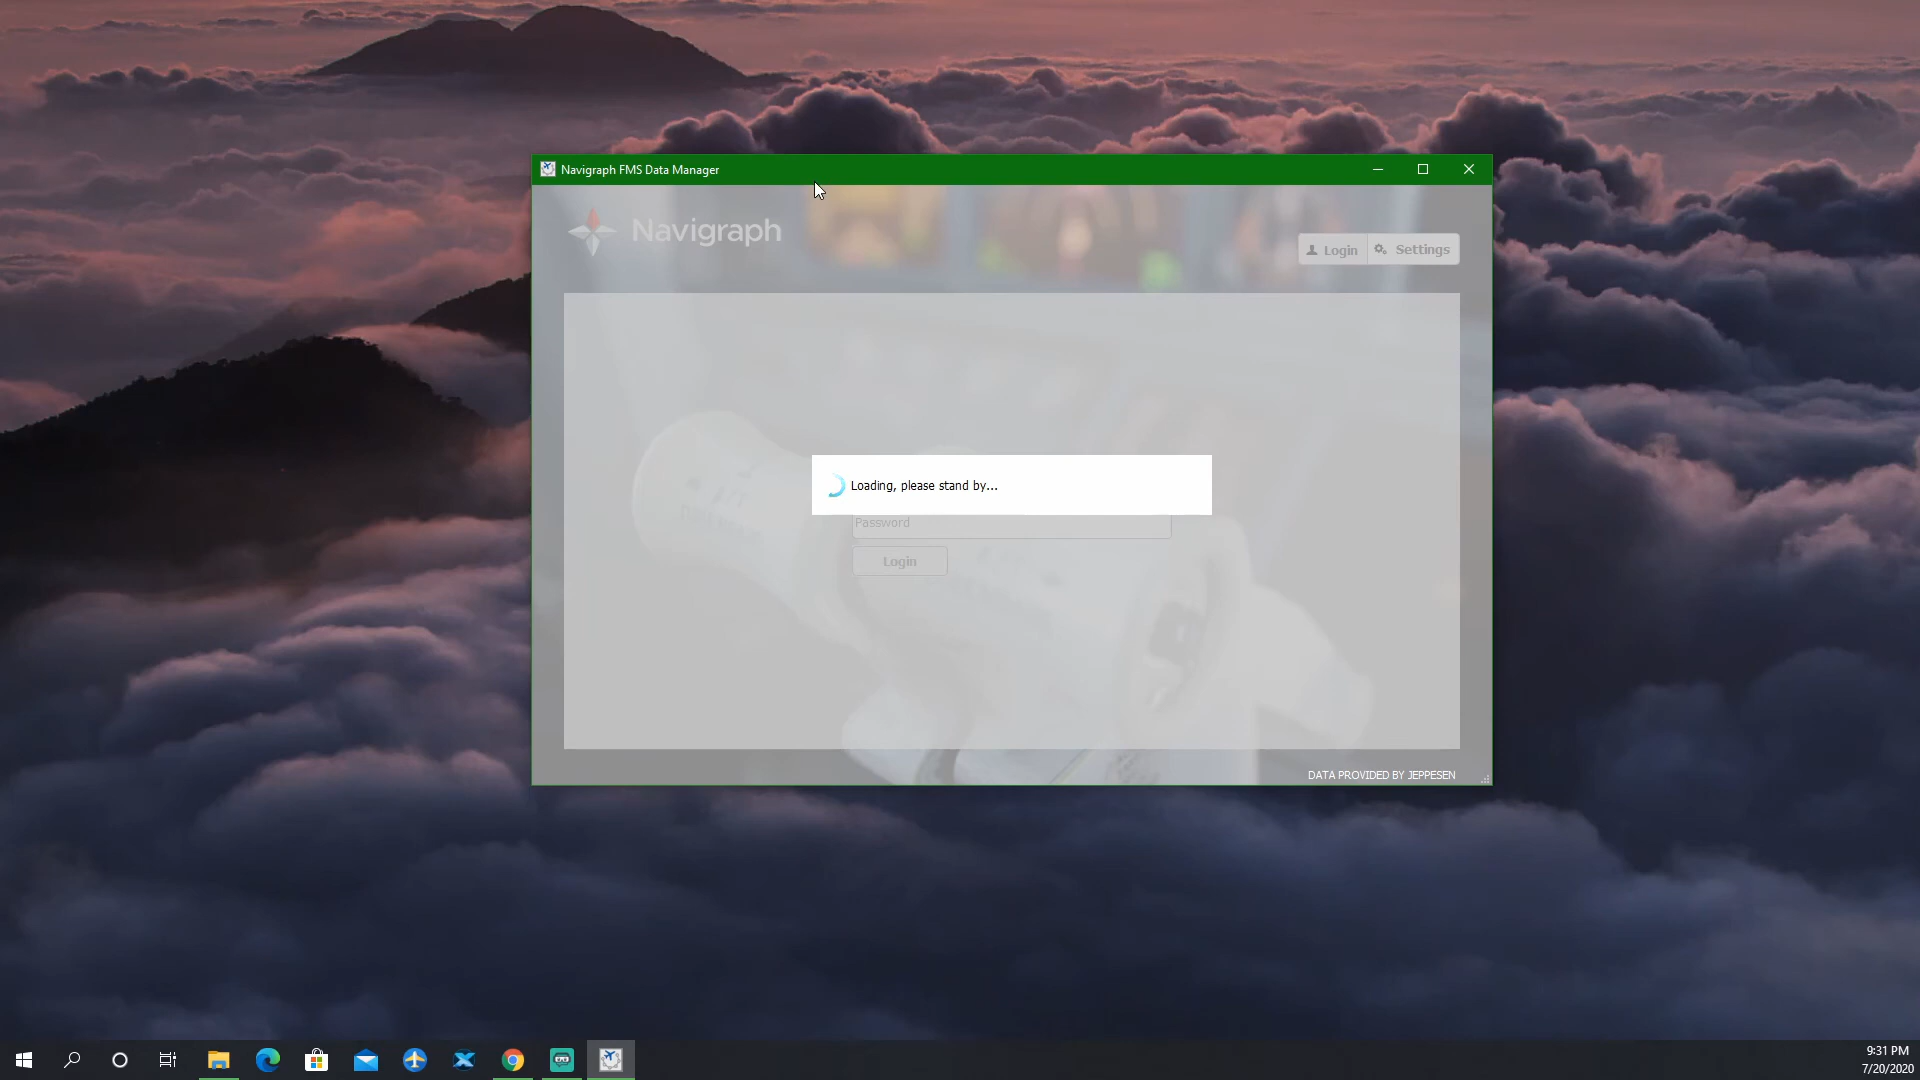 Navigraph FMS Data Manager
Navigraph
Login
Settings
Loading, please stand by...
Password
Login
DATA PROVIDED BY JEPPESEN
9:31 PM
7/20/2020